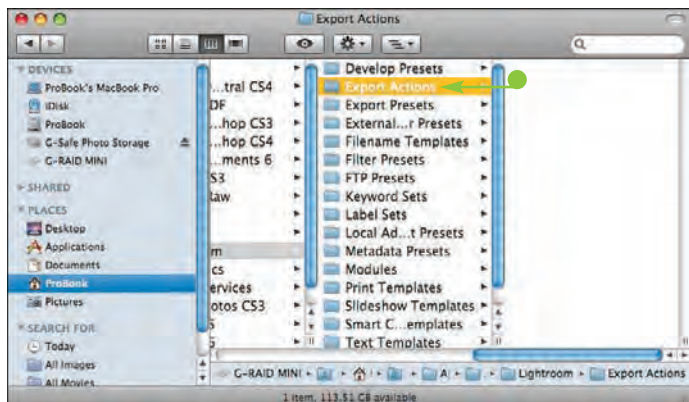 Export Actions
DEVICES
ProBook's MacBook Pro
iDisk
ProBook
G-Safe Photo Storage
G-RAID MINI
SHARED
PLACES
Desktop
Applications
Documents
ProBook
Pictures
SEARCH FOR
Today
All Images
All Movies
...tral CS4
DF
...hop CS3
...hop CS4
...ments 6
S3
aw
m
cs
ervices
otos CS3
Develop Presets
Export Actions
Export Presets
External...r Presets
Filename Templates
Filter Presets
FTP Presets
Keyword Sets
Label Sets
Local Ad...t Presets
Metadata Presets
Modules
Print Templates
Slideshow Templates
Smart C...emplates
Text Templates
G-RAID MINI
Lightroom
Export Actions
1 item, 113.51 GB available